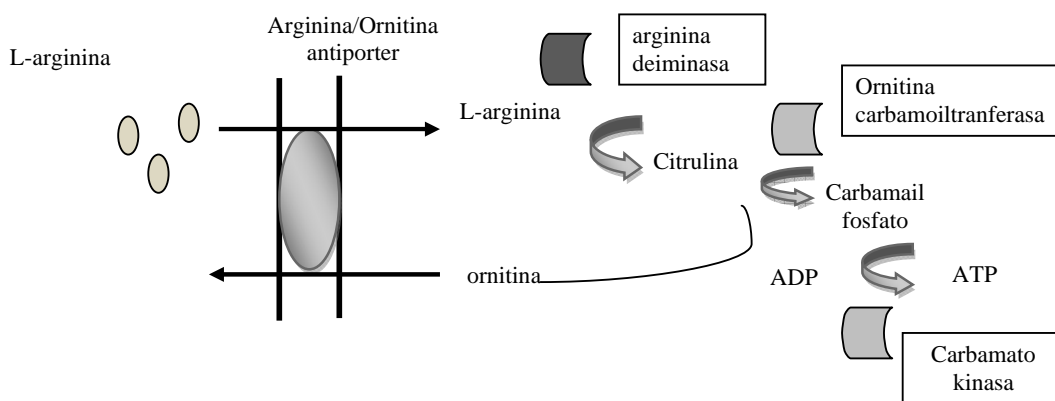 L-arginina
Arginina/Ornitina
antiporter
arginina
deiminasa
L-arginina
Ornitina
carbamoiltranferasa
Citrulina
Carbamail
fosfato
ornitina
ADP
ATP
Carbamato
kinasa